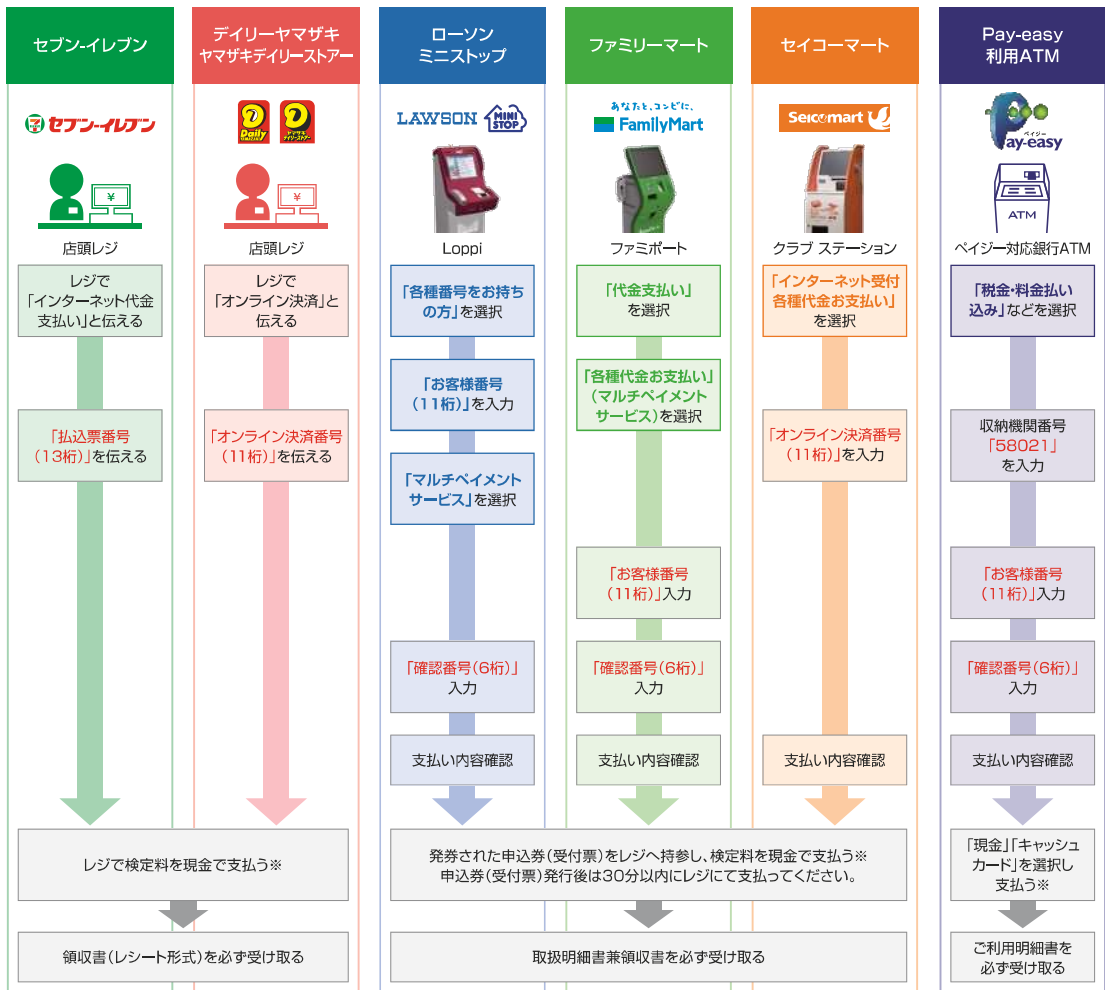 セブン-イレブン
デイリーヤマザキ
ヤマザキデイリーストアー
ローソン
ミニストップ
ファミリーマート
セイコーマート
Pay-easy
利用ATM
セブン-イレブン
Daily
YAMAZAKI
ヤマザキ
デイリーストアー
LAWSON
MINI
STOP
あなたと、コンビに、
FamilyMart
Seicomart
ペイジー
Pay-easy
¥
¥
ATM
店頭レジ
店頭レジ
Loppi
ファミポート
クラブ ステーション
ペイジー対応銀行ATM
レジで
「インターネット代金
支払い」と伝える
レジで
「オンライン決済」と
伝える
「各種番号をお持ち
の方」を選択
「代金支払い」
を選択
「インターネット受付
各種代金お支払い」
を選択
「税金・料金払い
込み」などを選択
「お客様番号
(11桁)」を入力
「各種代金お支払い」
(マルチペイメント
サービス)を選択
「払込票番号
(13桁)」を伝える
「オンライン決済番号
(11桁)」を伝える
「オンライン決済番号
(11桁)」を入力
収納機関番号
「58021」
を入力
「マルチペイメント
サービス」を選択
「お客様番号
(11桁)」入力
「お客様番号
(11桁)」入力
「確認番号(6桁)」
入力
「確認番号(6桁)」
入力
「確認番号(6桁)」
入力
支払い内容確認
支払い内容確認
支払い内容確認
支払い内容確認
レジで検定料を現金で支払う※
発券された申込券(受付票)をレジへ持参し、検定料を現金で支払う※
申込券(受付票)発行後は30分以内にレジにて支払ってください。
「現金」「キャッシュ
カード」を選択し
支払う※
領収書(レシート形式)を必ず受け取る
取扱明細書兼領収書を必ず受け取る
ご利用明細書を
必ず受け取る